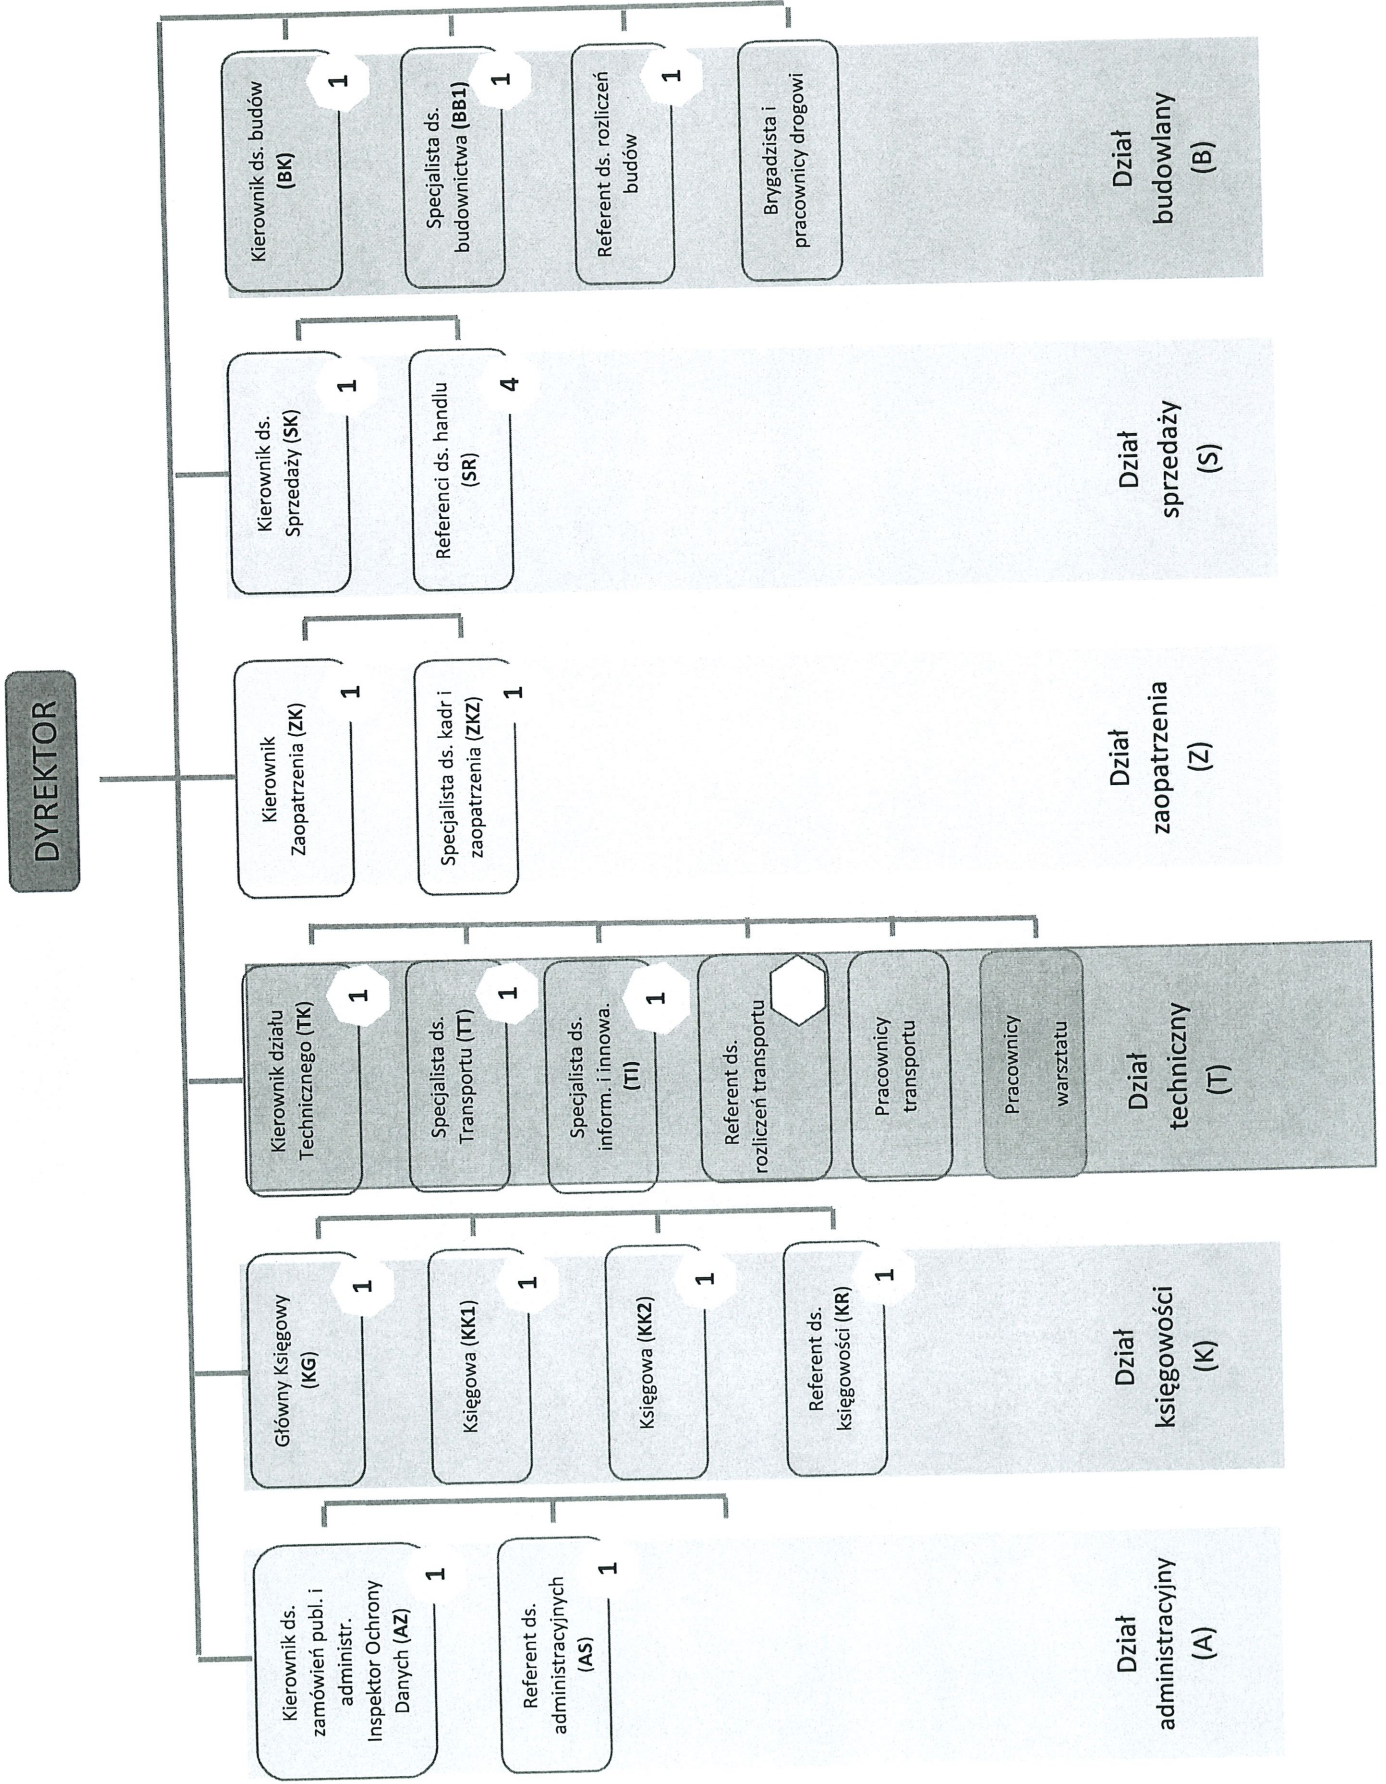 DYREKTOR
Kierownik ds.
zamówień publ. i
administr.
Inspektor Ochrony
Danych (AZ)
1
Referent ds.
administracyjnych
(AS)
1
Dział
administracyjny
(A)
Główny Księgowy
(KG)
1
Księgowa (KK1)
1
Księgowa (KK2)
1
Referent ds.
księgowości (KR)
1
Dział
księgowości
(K)
Kierownik działu
Technicznego (TK)
1
Specjalista ds.
Transportu (TT)
1
Specjalista ds.
inform. i innowa.
(TI)
1
Referent ds.
rozliczeń transportu
Pracownicy
transportu
Pracownicy
warsztatu
Dział
techniczny
(T)
Kierownik
Zaopatrzenia (ZK)
1
Specjalista ds. kadr i
zaopatrzenia (ZKZ)
1
Dział
zaopatrzenia
(Z)
Kierownik ds.
Sprzedaży (SK)
1
Referenci ds. handlu
(SR)
4
Dział
sprzedaży
(S)
Kierownik ds. budów
(BK)
1
Specjalista ds.
budownictwa (BB1)
1
Referent ds. rozliczeń
budów
1
Brygadzista i
pracownicy drogowi
Dział
budowlany
(B)